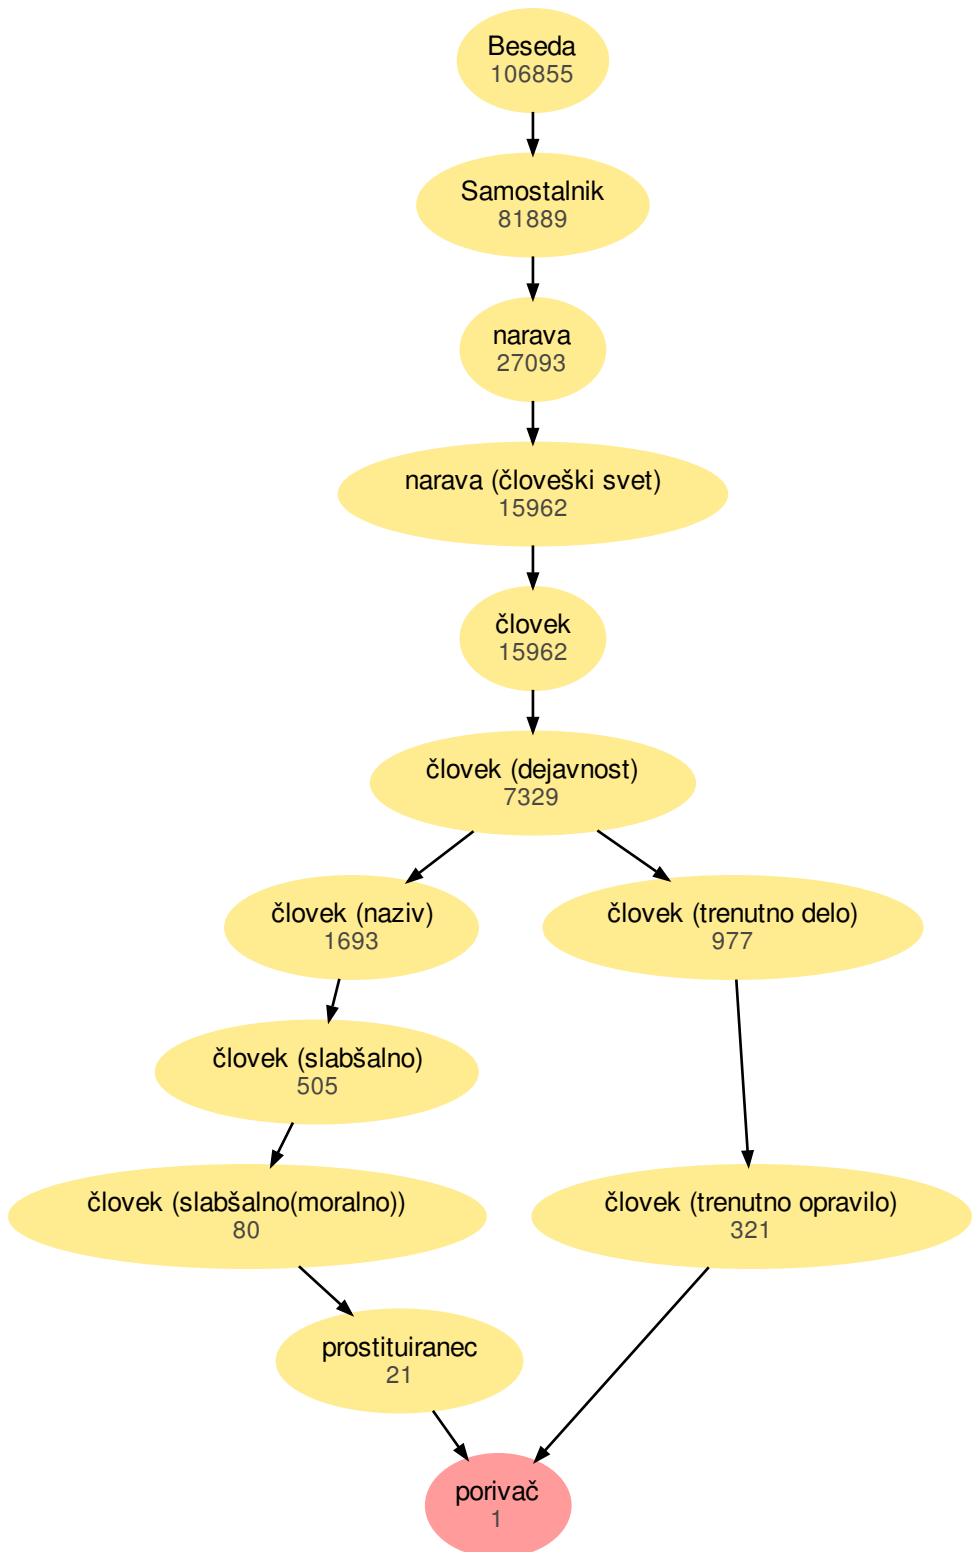 Beseda
106855
Samostalnik
81889
narava
27093
narava (človeški svet)
15962
človek
15962
človek (dejavnost)
7329
človek (naziv)
1693
človek (trenutno delo)
977
človek (slabšalno)
505
človek (slabšalno(moralno))
80
človek (trenutno opravilo)
321
prostituiranec
21
porivač
1